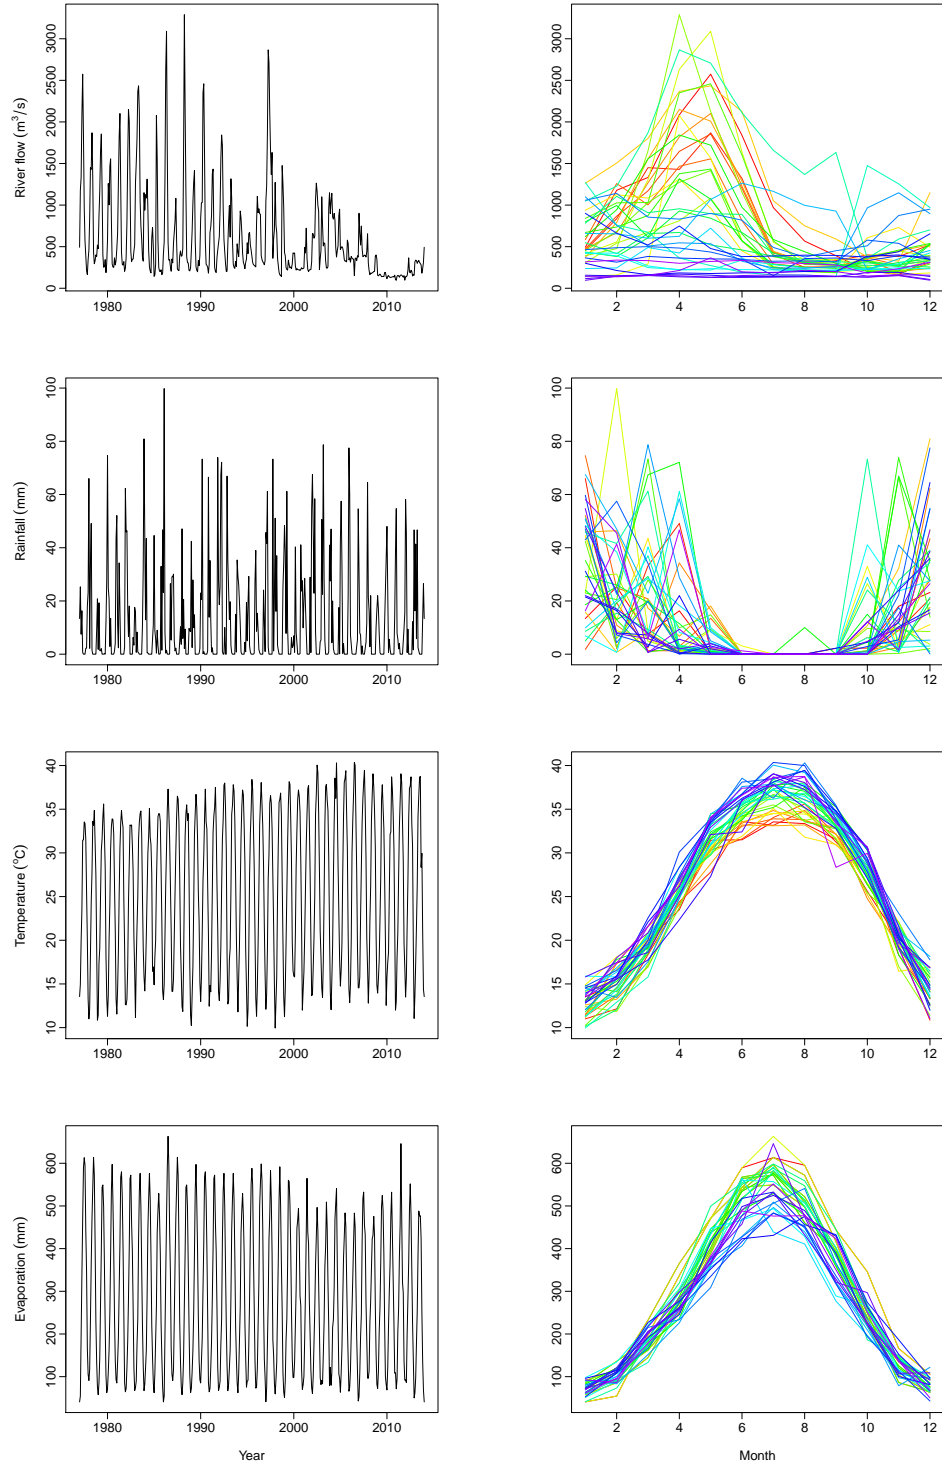 River flow (m³/s)
0 500 1000 1500 2000 2500 3000
1980 1990 2000 2010
0 500 1000 1500 2000 2500 3000
2 4 6 8 10 12
Rainfall (mm)
0 20 40 60 80 100
1980 1990 2000 2010
0 20 40 60 80 100
2 4 6 8 10 12
Temperature (°C)
10 15 20 25 30 35 40
1980 1990 2000 2010
10 15 20 25 30 35 40
2 4 6 8 10 12
Evaporation (mm)
100 200 300 400 500 600
1980 1990 2000 2010
Year
100 200 300 400 500 600
2 4 6 8 10 12
Month